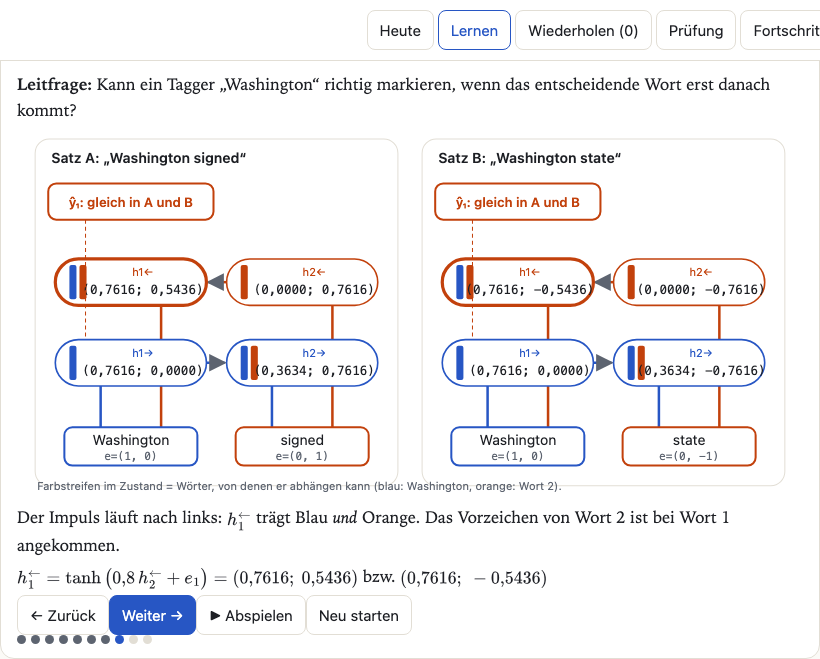 Heute Lernen Wiederholen (0) Prüfung Fortschrit
Leitfrage: Kann ein Tagger „Washington“ richtig markieren, wenn das entscheidende Wort erst danach
kommt?
Satz A: „Washington signed“
ŷ₁: gleich in A und B
h1←
(0,7616; 0,5436)
h2←
(0,0000; 0,7616)
h1→
(0,7616; 0,0000)
h2→
(0,3634; 0,7616)
Washington
e=(1, 0)
signed
e=(0, 1)
Satz B: „Washington state“
ŷ₁: gleich in A und B
h1←
(0,7616; −0,5436)
h2←
(0,0000; −0,7616)
h1→
(0,7616; 0,0000)
h2→
(0,3634; −0,7616)
Washington
e=(1, 0)
state
e=(0, −1)
Farbstreifen im Zustand = Wörter, von denen er abhängen kann (blau: Washington, orange: Wort 2).
Der Impuls läuft nach links: h₁← trägt Blau und Orange. Das Vorzeichen von Wort 2 ist bei Wort 1
angekommen.
h₁← = tanh (0,8 h₂← + e₁) = (0,7616; 0,5436) bzw. (0,7616; −0,5436)
← Zurück Weiter → ▶ Abspielen Neu starten